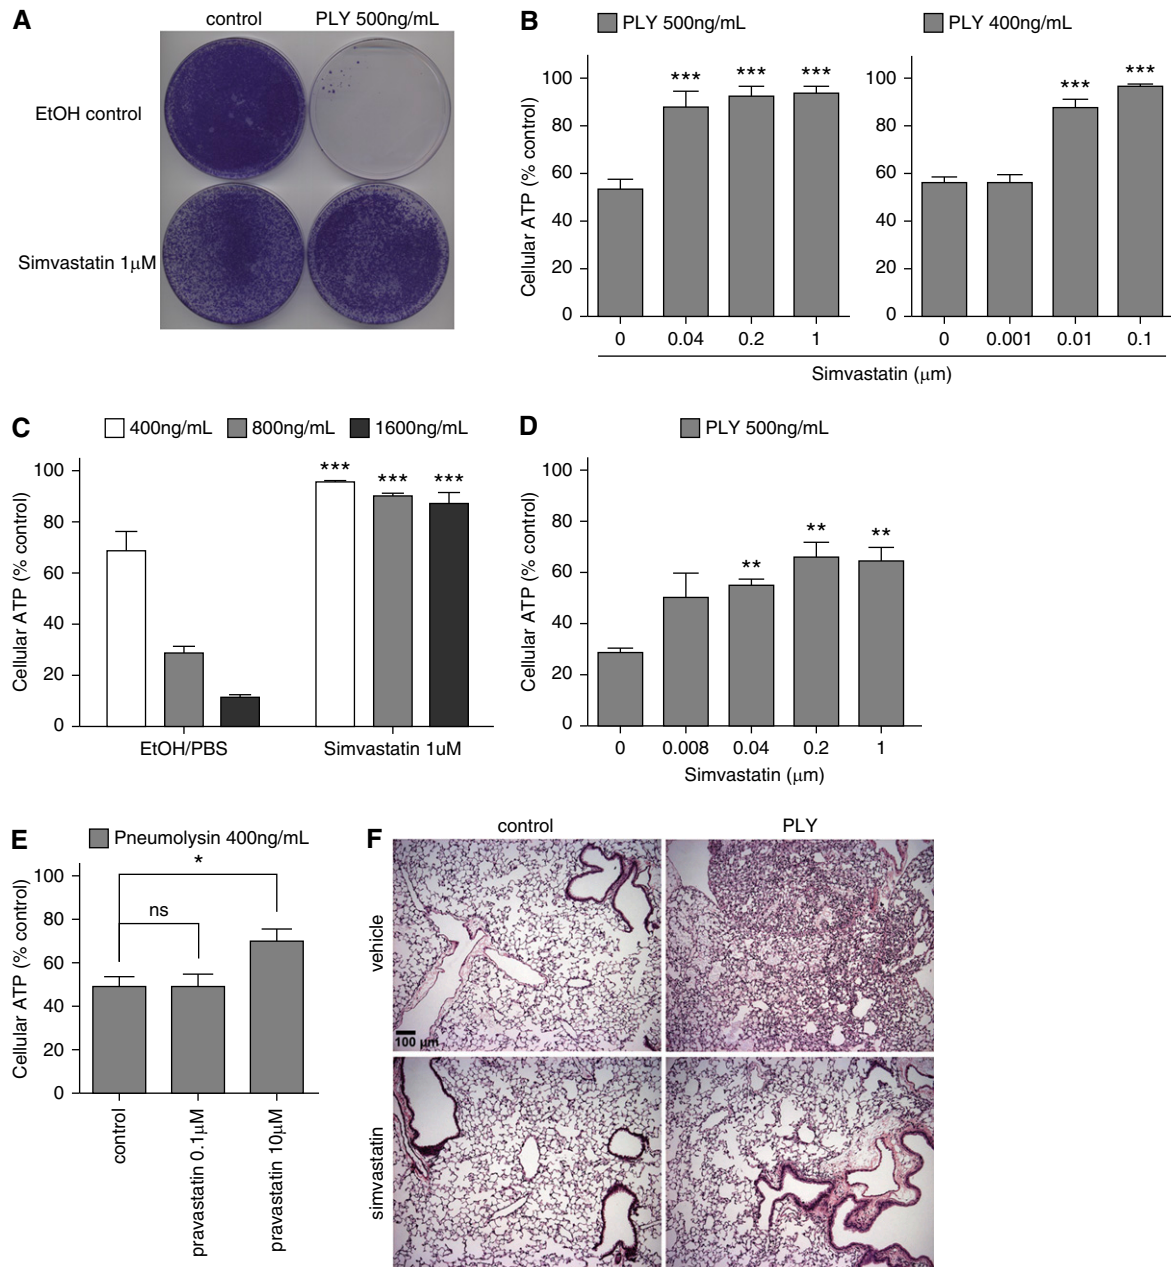 A
control PLY 500ng/mL
EtOH control
Simvastatin 1μM
B
PLY 500ng/mL
PLY 400ng/mL
Cellular ATP (% control)
100
80
60
40
20
0
*** *** ***
0 0.04 0.2 1
100
80
60
40
20
0
*** ***
0 0.001 0.01 0.1
Simvastatin (μm)
C
400ng/mL 800ng/mL 1600ng/mL
Cellular ATP (% control)
100
80
60
40
20
0
*** *** ***
EtOH/PBS Simvastatin 1uM
D
PLY 500ng/mL
Cellular ATP (% control)
100
80
60
40
20
0
** ** **
0 0.008 0.04 0.2 1
Simvastatin (μm)
E
Pneumolysin 400ng/mL
Cellular ATP (% control)
100
80
60
40
20
0
*
ns
control
pravastatin 0.1μM
pravastatin 10μM
F
control PLY
vehicle
100 μm
simvastatin